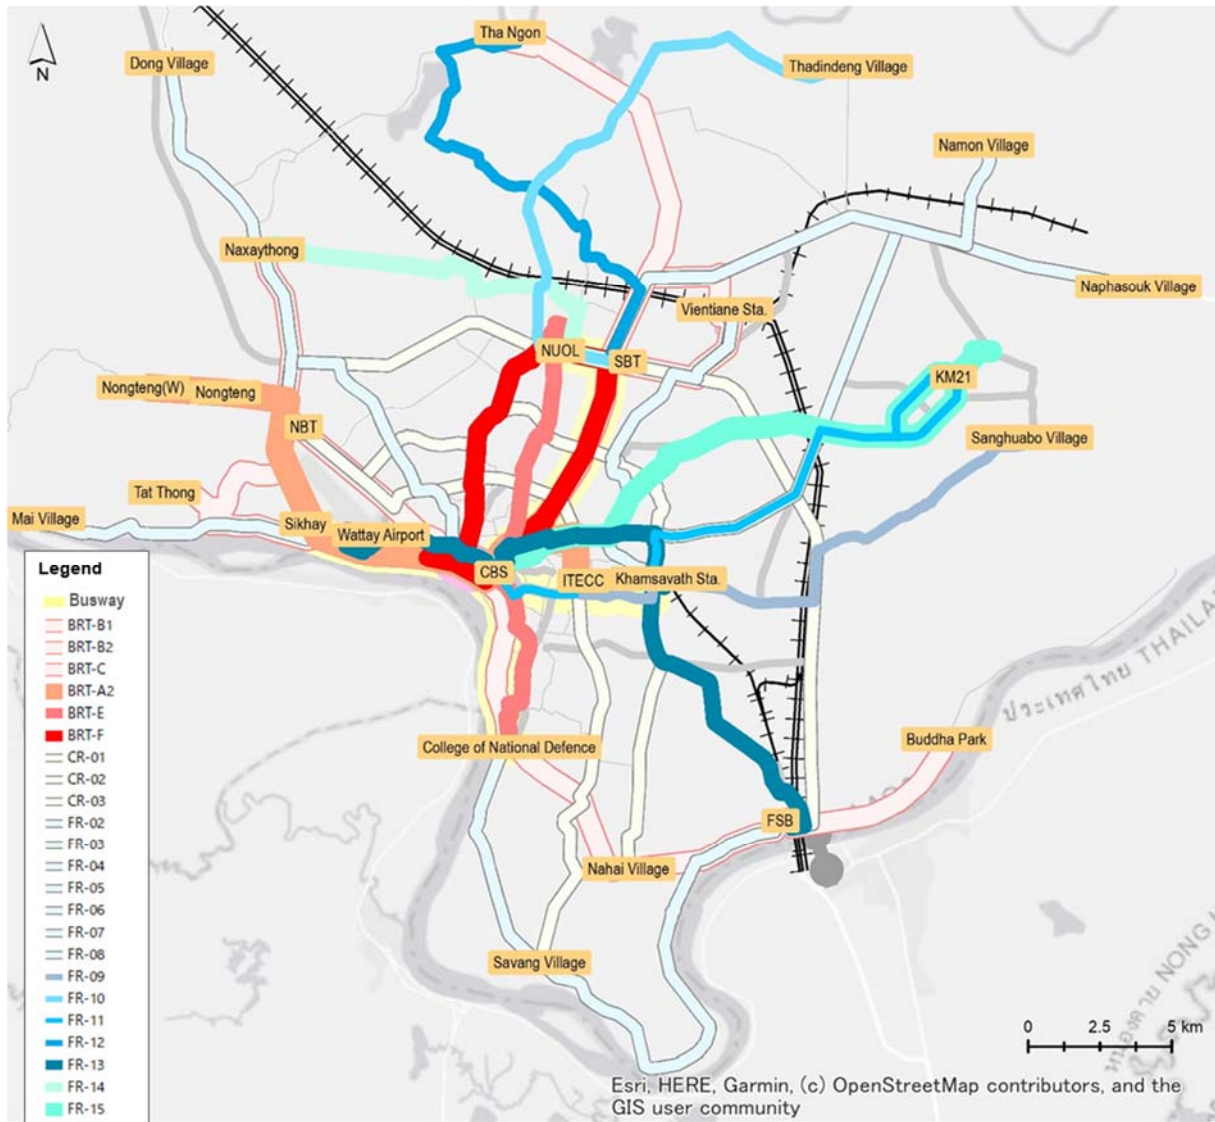 Tha Ngon
Dong Village
Thadindeng Village
N
Namon Village
Naxaythong
Naphasouk Village
Vientiane Sta.
NUOL
SBT
KM21
Nongteng(W)
Nongteng
NBT
Sanghuabo Village
Tat Thong
Mai Village
Sikhay
Wattay Airport
CBS
ITECC
Khamsavath Sta.
College of National Defence
Buddha Park
ประเทศไทย THAILA
LAOS
FSB
Nahai Village
Savang Village
Legend
Busway
BRT-B1
BRT-B2
BRT-C
BRT-A2
BRT-E
BRT-F
CR-01
CR-02
CR-03
FR-02
FR-03
FR-04
FR-05
FR-06
FR-07
FR-08
FR-09
FR-10
FR-11
FR-12
FR-13
FR-14
FR-15
0 2.5 5 km
Esri, HERE, Garmin, (c) OpenStreetMap contributors, and the
GIS user community